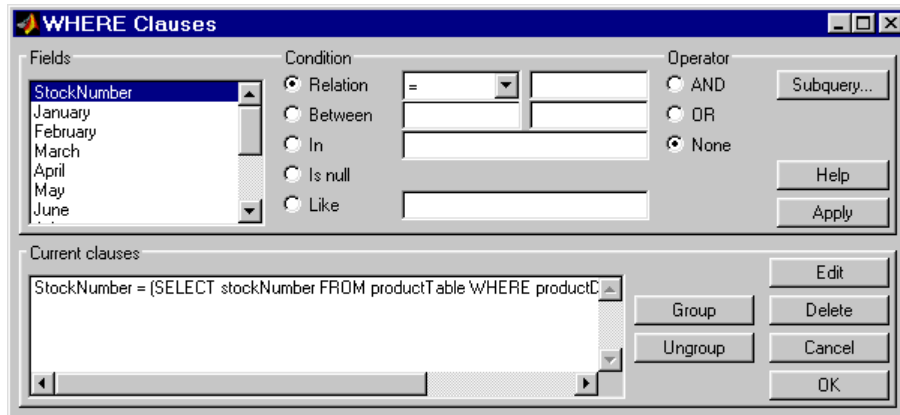 WHERE Clauses
Fields
StockNumber
January
February
March
April
May
June
Condition
Relation =
Between
In
Is null
Like
Operator
AND
OR
None
Subquery...
Help
Apply
Current clauses
StockNumber = (SELECT stockNumber FROM productTable WHERE productD
Group
Ungroup
Edit
Delete
Cancel
OK